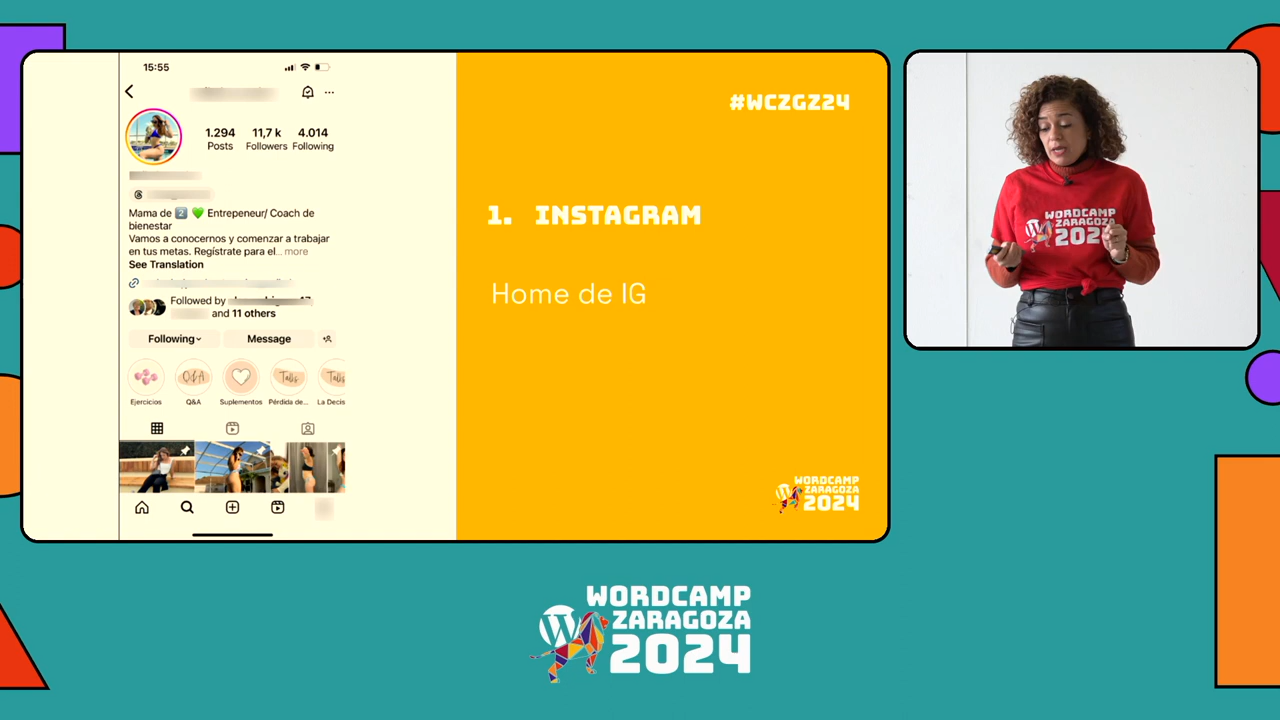 15:55
1.294
11,7 k
4.014
Posts
Followers
Following
Mama de 2 💚 Entrepeneur/ Coach de
bienestar
Vamos a conocernos y comenzar a trabajar
en tus metas. Regístrate para el... more
See Translation
Followed by
and 11 others
Following
Message
Q&A
Talls
Talls
Ejercicios
Q&A
Suplementos
Pérdida de...
La Decis
#WCZGZ24
1. INSTAGRAM
Home de IG
WORDCAMP
ZARAGOZA
2024
WORDCAMP
ZARAGOZA
202
WORDCAMP
ZARAGOZA
2024